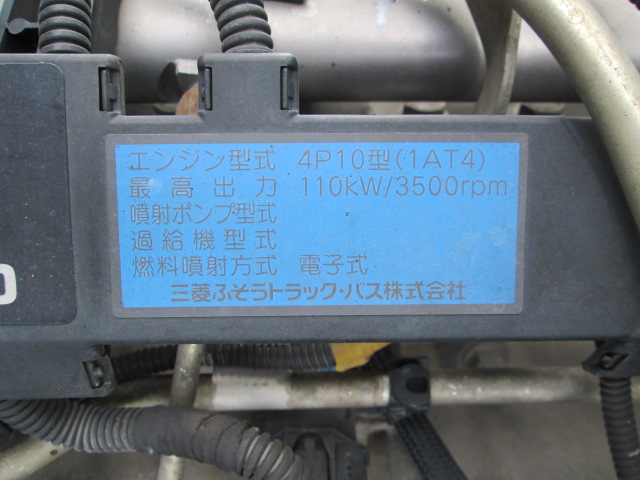 エンジン型式 4P10型(1AT4)
最高出力 110kW/3500rpm
噴射ポンプ型式
過給機型式
燃料噴射方式 電子式
三菱ふそうトラック・バス株式会社